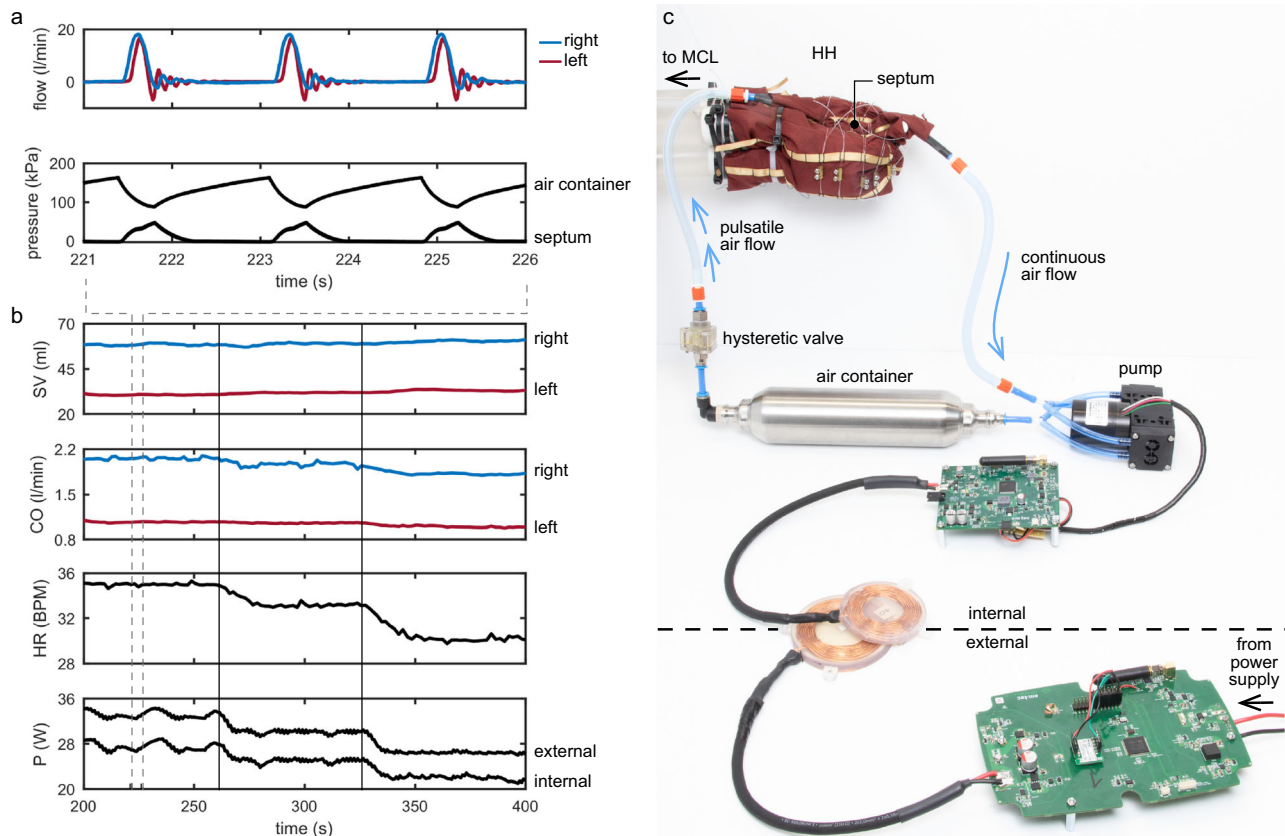 a
flow (l/min)
20
0
right
left
pressure (kPa)
200
100
0
air container
septum
221
222
223
224
225
226
time (s)
b
SV (ml)
70
45
20
right
left
CO (l/min)
2.2
1.5
0.8
right
left
HR (BPM)
36
32
28
P (W)
36
28
20
external
internal
200
250
300
350
400
time (s)
c
to MCL
HH
septum
pulsatile
air flow
continuous
air flow
hysteretic valve
air container
pump
internal
external
from
power
supply